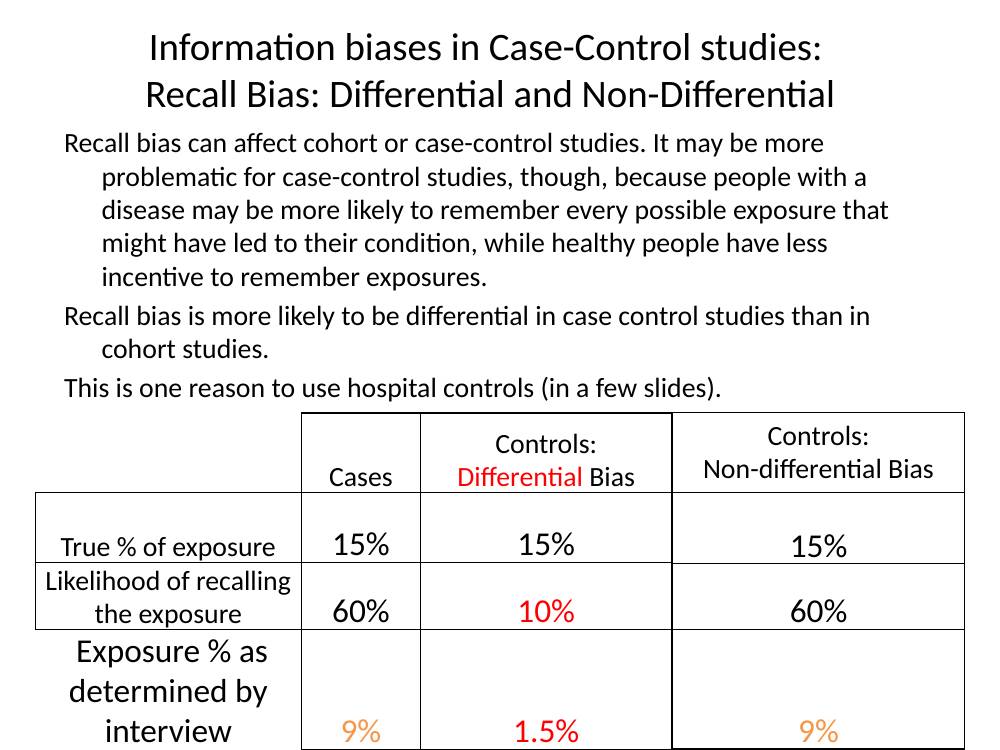 Information biases in Case-Control studies:
Recall Bias: Differential and Non-Differential
Recall bias can affect cohort or case-control studies. It may be more
problematic for case-control studies, though, because people with a
disease may be more likely to remember every possible exposure that
might have led to their condition, while healthy people have less
incentive to remember exposures.
Recall bias is more likely to be differential in case control studies than in
cohort studies.
This is one reason to use hospital controls (in a few slides).
Cases
Controls:
Differential Bias
Controls:
Non-differential Bias
True % of exposure
15%
15%
15%
Likelihood of recalling
the exposure
60%
10%
60%
Exposure % as
determined by
interview
9%
1.5%
9%